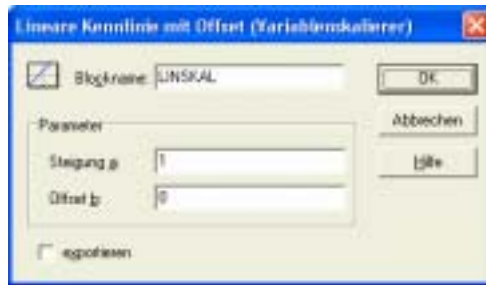 Lineare Kennlinie mit Offset (Variablenskalierer)
Blockname: LINSKAL
OK
Parameter
Abbrechen
Steigung a 1
Hilfe
Offset b 0
exportieren